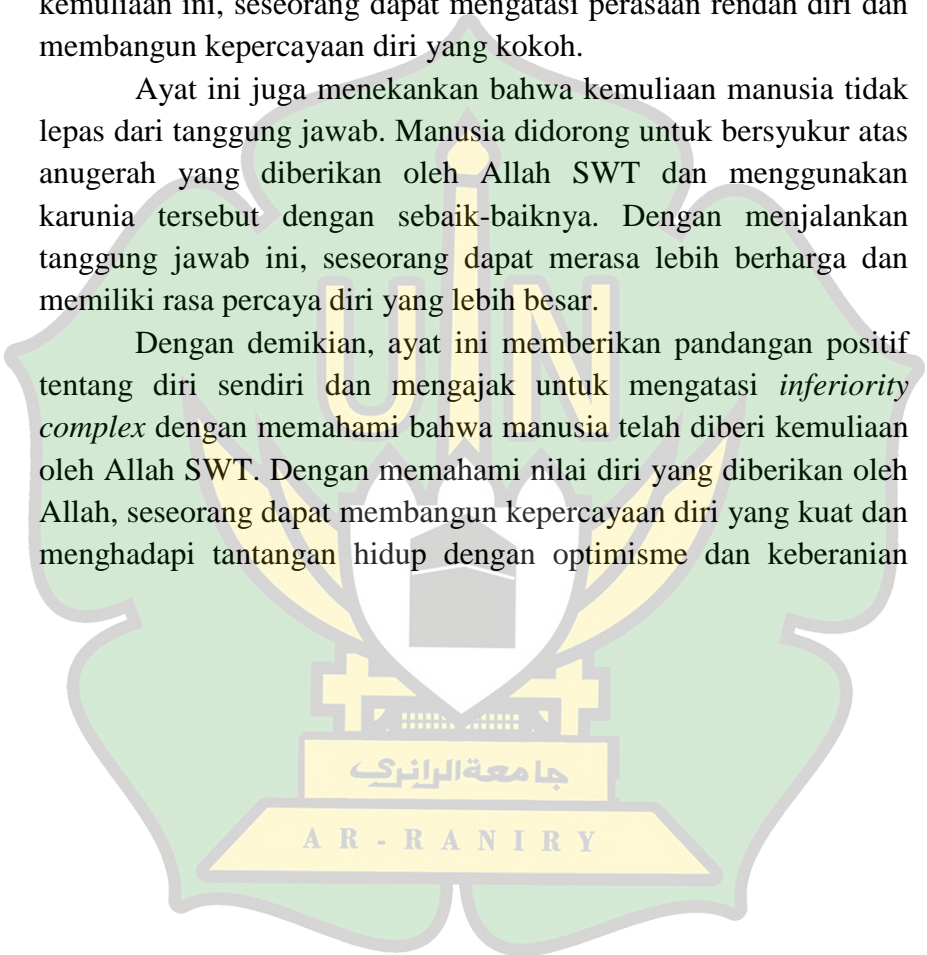 kemuliaan ini, seseorang dapat mengatasi perasaan rendah diri dan
membangun kepercayaan diri yang kokoh.
Ayat ini juga menekankan bahwa kemuliaan manusia tidak
lepas dari tanggung jawab. Manusia didorong untuk bersyukur atas
anugerah yang diberikan oleh Allah SWT dan menggunakan
karunia tersebut dengan sebaik-baiknya. Dengan menjalankan
tanggung jawab ini, seseorang dapat merasa lebih berharga dan
memiliki rasa percaya diri yang lebih besar.
Dengan demikian, ayat ini memberikan pandangan positif
tentang diri sendiri dan mengajak untuk mengatasi inferiority
complex dengan memahami bahwa manusia telah diberi kemuliaan
oleh Allah SWT. Dengan memahami nilai diri yang diberikan oleh
Allah, seseorang dapat membangun kepercayaan diri yang kuat dan
menghadapi tantangan hidup dengan optimisme dan keberanian
UIN
جامعة الرانري
AR-RANIRY